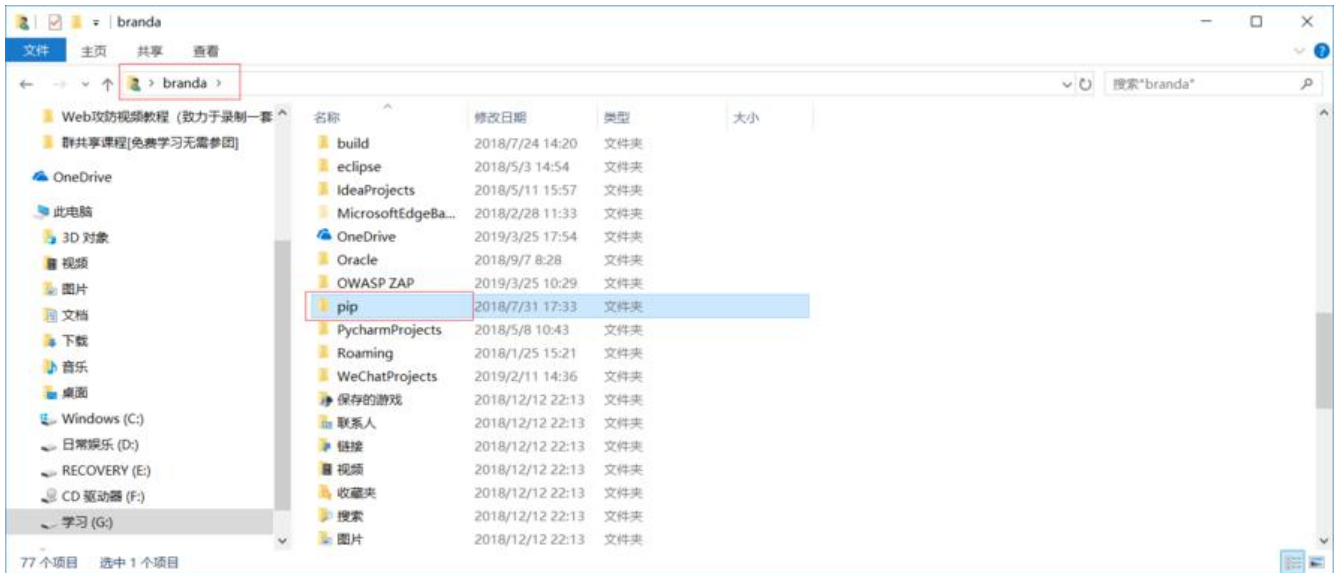 branda
文件 主页 共享 查看
branda 搜索"branda"
Web攻防视频教程（致力于录制一套
群共享课程[免费学习无需参团]
OneDrive
此电脑
3D 对象
视频
图片
文档
下载
音乐
桌面
Windows (C:)
日常娱乐 (D:)
RECOVERY (E:)
CD 驱动器 (F:)
学习 (G:)
名称 修改日期 类型 大小
build 2018/7/24 14:20 文件夹
eclipse 2018/5/3 14:54 文件夹
IdeaProjects 2018/5/11 15:57 文件夹
MicrosoftEdgeBa... 2018/2/28 11:33 文件夹
OneDrive 2019/3/25 17:54 文件夹
Oracle 2018/9/7 8:28 文件夹
OWASP ZAP 2019/3/25 10:29 文件夹
pip 2018/7/31 17:33 文件夹
PycharmProjects 2018/5/8 10:43 文件夹
Roaming 2018/1/25 15:21 文件夹
WeChatProjects 2019/2/11 14:36 文件夹
保存的游戏 2018/12/12 22:13 文件夹
联系人 2018/12/12 22:13 文件夹
链接 2018/12/12 22:13 文件夹
视频 2018/12/12 22:13 文件夹
收藏夹 2018/12/12 22:13 文件夹
搜索 2018/12/12 22:13 文件夹
图片 2018/12/12 22:13 文件夹
77 个项目 选中 1 个项目